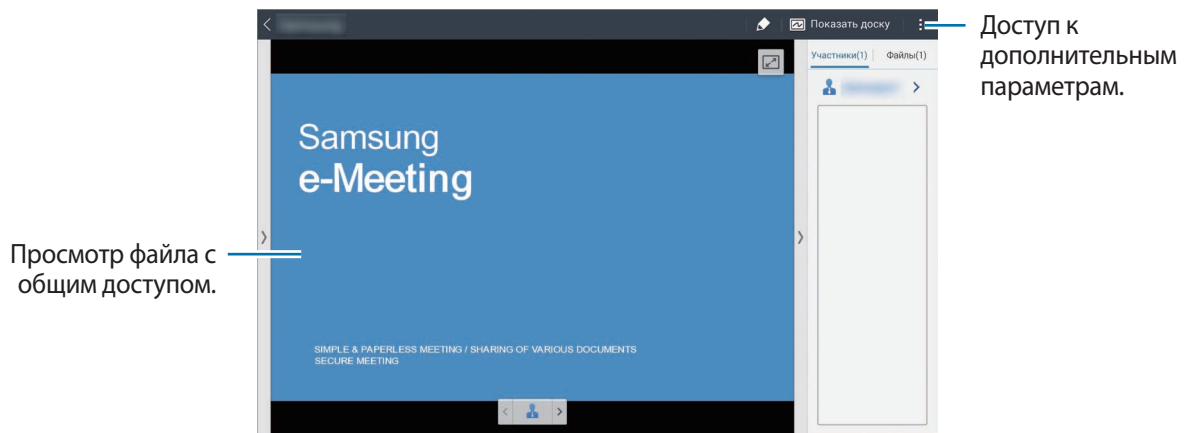 Показать доску
Доступ к
дополнительным
параметрам.
Участники(1)
Файлы(1)
Samsung
e-Meeting
Просмотр файла с
общим доступом.
SIMPLE & PAPERLESS MEETING / SHARING OF VARIOUS DOCUMENTS
SECURE MEETING